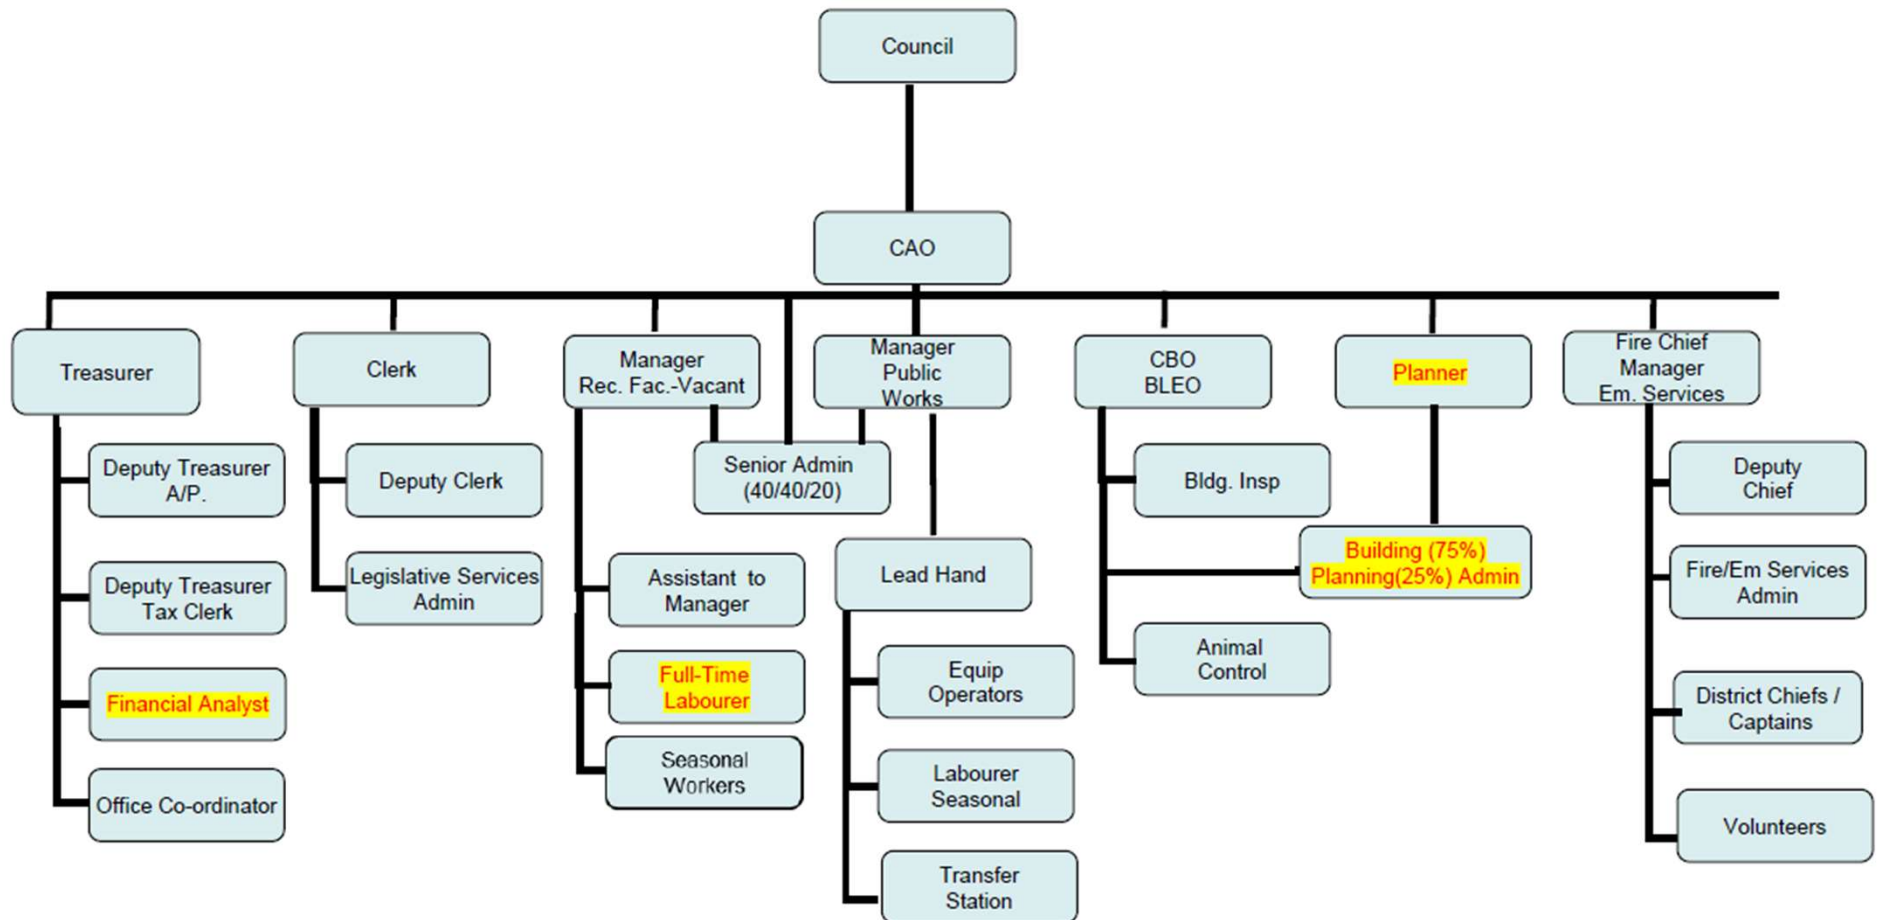 Council
CAO
Treasurer
Clerk
Manager
Rec. Fac.-Vacant
Manager
Public
Works
CBO
BLEO
Planner
Fire Chief
Manager
Em. Services
Deputy Treasurer
A/P.
Deputy Clerk
Senior Admin
(40/40/20)
Bldg. Insp
Deputy
Chief
Deputy Treasurer
Tax Clerk
Legislative Services
Admin
Assistant to
Manager
Lead Hand
Building (75%)
Planning(25%) Admin
Fire/Em Services
Admin
Financial Analyst
Full-Time
Labourer
Equip
Operators
Animal
Control
District Chiefs /
Captains
Office Co-ordinator
Seasonal
Workers
Labourer
Seasonal
Volunteers
Transfer
Station